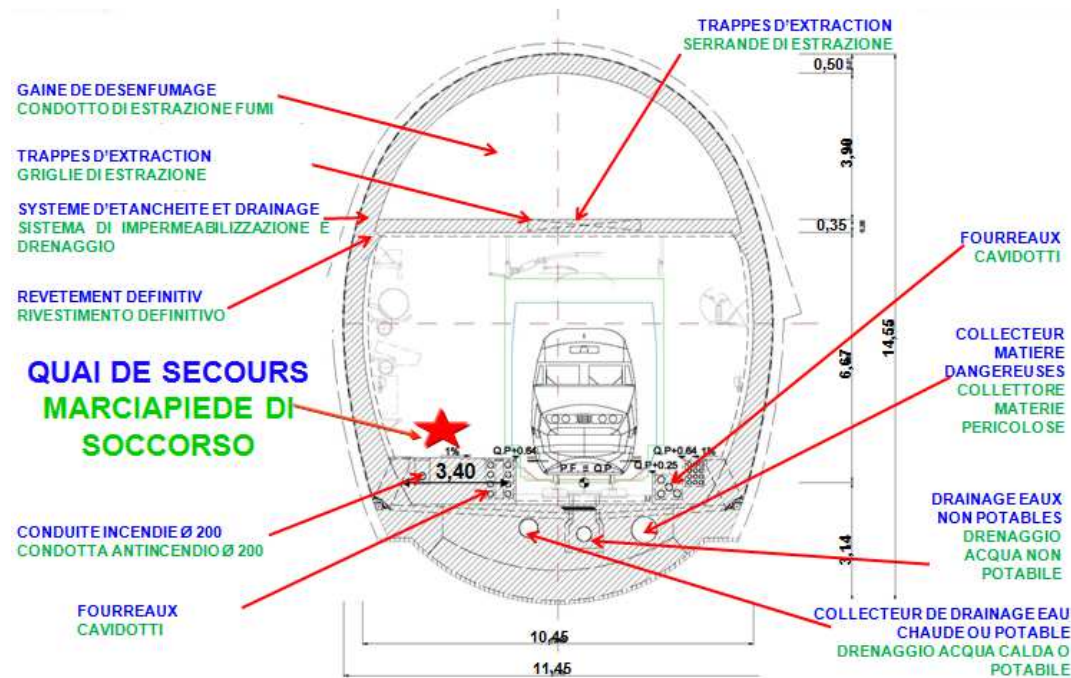 TRAPPES D'EXTRACTION
SERRANDE DI ESTRAZIONE
0,50
GAINE DE DESENFUMAGE
CONDOTTO DI ESTRAZIONE FUMI
3,90
TRAPPES D'EXTRACTION
GRIGLIE DI ESTRAZIONE
SYSTEME D'ETANCHEITE ET DRAINAGE
SISTEMA DI IMPERMEABILIZZAZIONE E
DRENAGGIO
0,35
FOURREAUX
CAVIDOTTI
REVETEMENT DEFINITIV
RIVESTIMENTO DEFINITIVO
14,55
6,67
COLLECTEUR
MATIERE
DANGEREUSES
COLLETTORE
MATERIE
PERICOLOSE
QUAI DE SECOURS
MARCIAPIEDE DI
SOCCORSO
1%
Q.P+0.64
Q.P+0.64
1%
3,40
P.F. = Q.P.
Q.P+0.25
DRAINAGE EAUX
NON POTABLES
DRENAGGIO
ACQUA NON
POTABILE
CONDUITE INCENDIE Ø 200
CONDOTTA ANTINCENDIO Ø 200
3,14
FOURREAUX
CAVIDOTTI
COLLECTEUR DE DRAINAGE EAU
CHAUDE OU POTABLE
DRENAGGIO ACQUA CALDA O
POTABILE
10,45
11,45